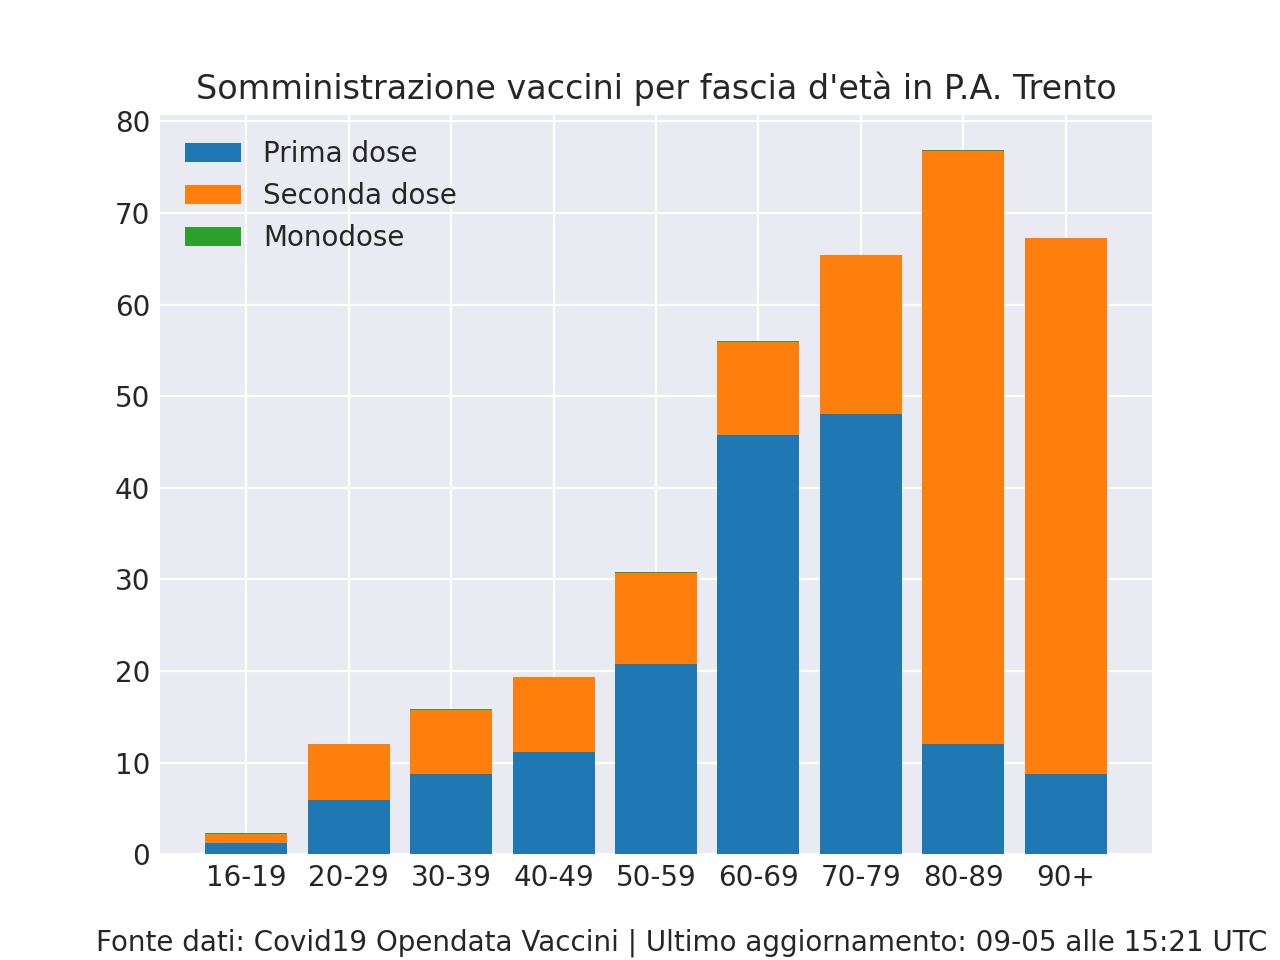 Somministrazione vaccini per fascia d'età in P.A. Trento
80
70
60
50
40
30
20
10
0
Prima dose
Seconda dose
Monodose
16-19 20-29 30-39 40-49 50-59 60-69 70-79 80-89 90+
Fonte dati: Covid19 Opendata Vaccini | Ultimo aggiornamento: 09-05 alle 15:21 UTC